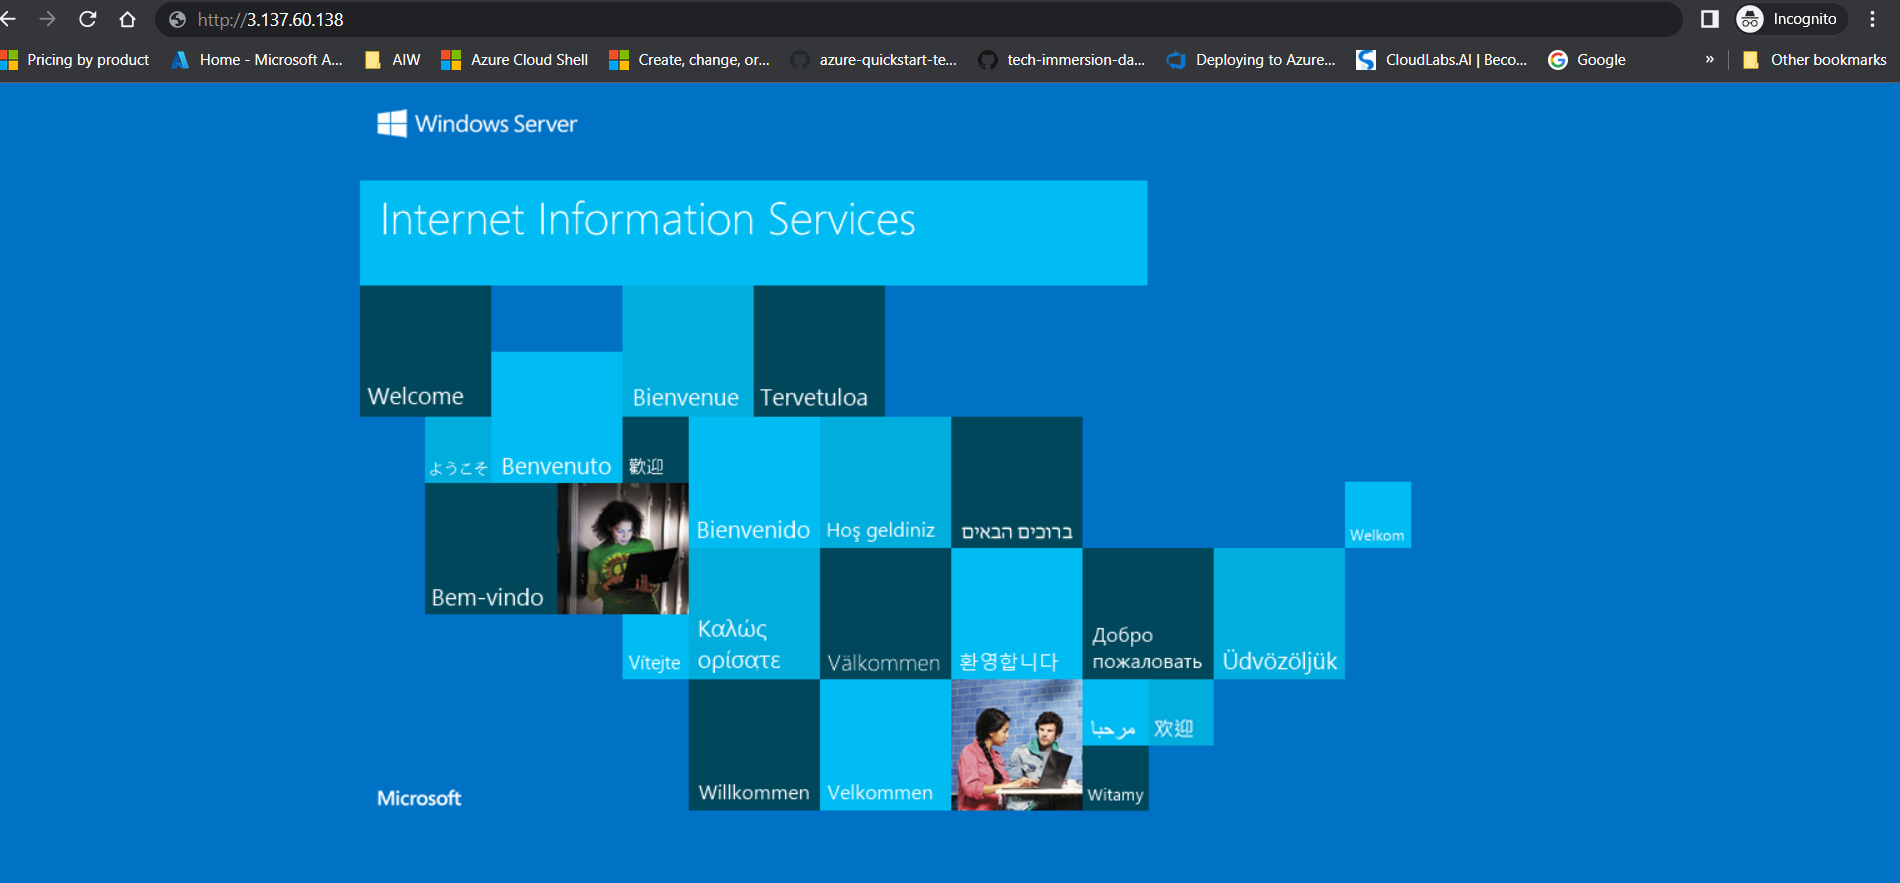 http://3.137.60.138
Incognito
Pricing by product
Home - Microsoft A...
AIW
Azure Cloud Shell
Create, change, or...
azure-quickstart-te...
tech-immersion-da...
Deploying to Azure...
CloudLabs.AI | Beco...
Google
»
Other bookmarks
Windows Server
Internet Information Services
Welcome
Bienvenue
Tervetuloa
ようこそ
Benvenuto
歡迎
Bienvenido
Hoş geldiniz
ברוכים הבאים
Welkom
Bem-vindo
Καλώς
ορίσατε
Vítejte
Välkommen
환영합니다
Добро
пожаловать
Üdvözöljük
مرحبا
欢迎
Willkommen
Velkommen
Witamy
Microsoft